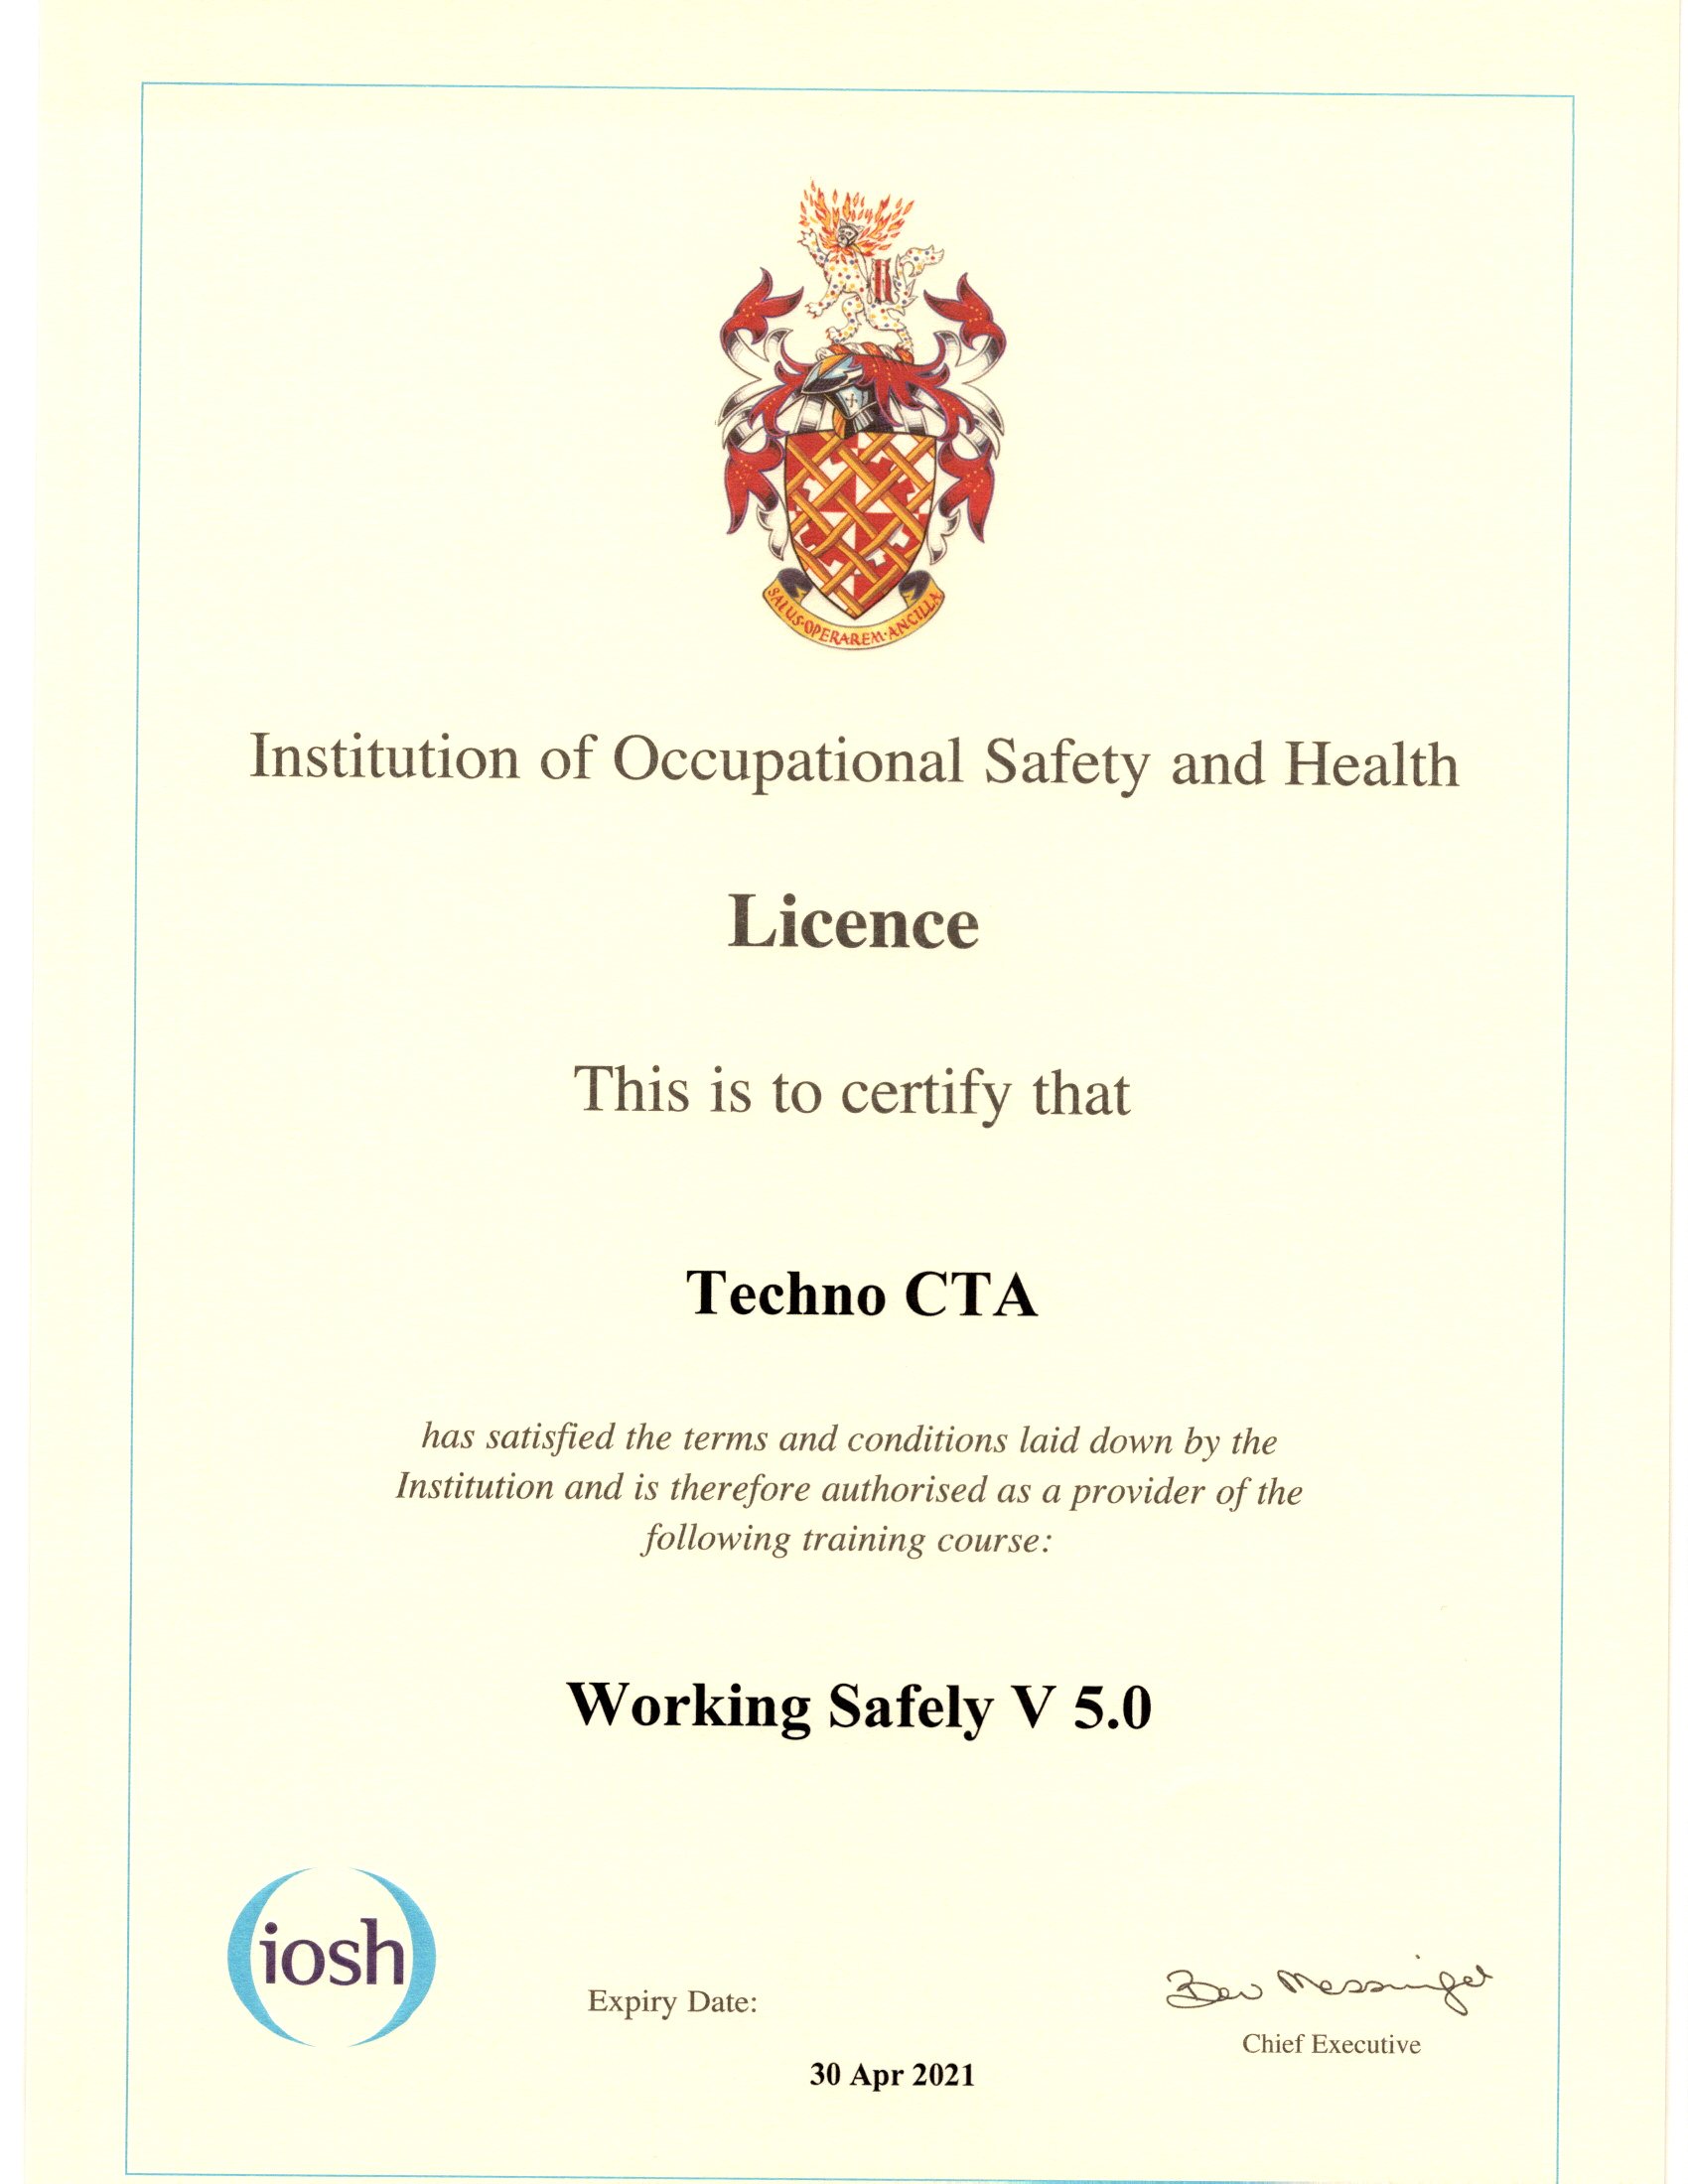 SALUS·OPERAREM·ANCILLA
Institution of Occupational Safety and Health
Licence
This is to certify that
Techno CTA
has satisfied the terms and conditions laid down by the
Institution and is therefore authorised as a provider of the
following training course:
Working Safely V 5.0
iosh
Expiry Date:
30 Apr 2021
Bev Messinger
Chief Executive